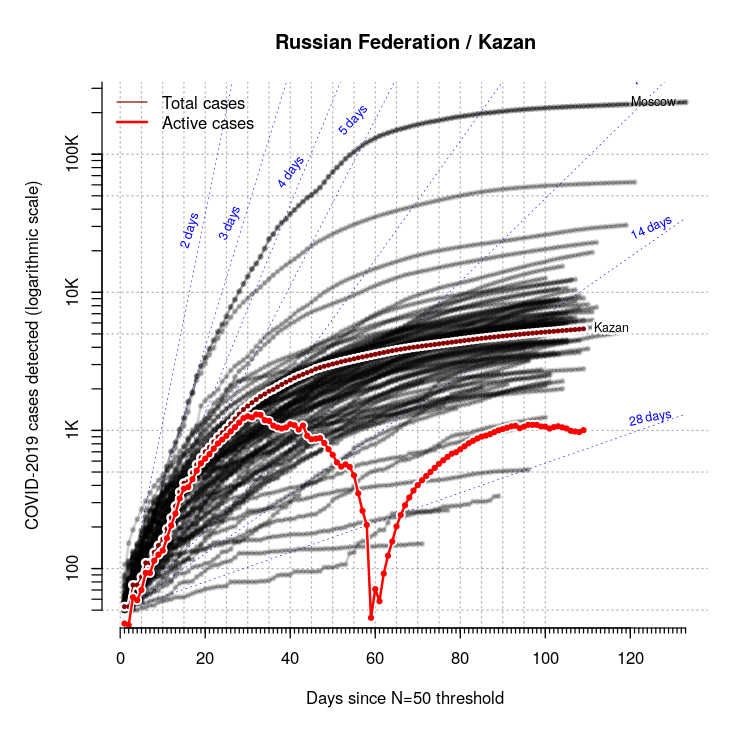 Russian Federation / Kazan
Total cases
Active cases
Moscow
5 days
4 days
3 days
2 days
14 days
Kazan
28 days
COVID-2019 cases detected (logarithmic scale)
100K
10K
1K
100
0 20 40 60 80 100 120
Days since N=50 threshold